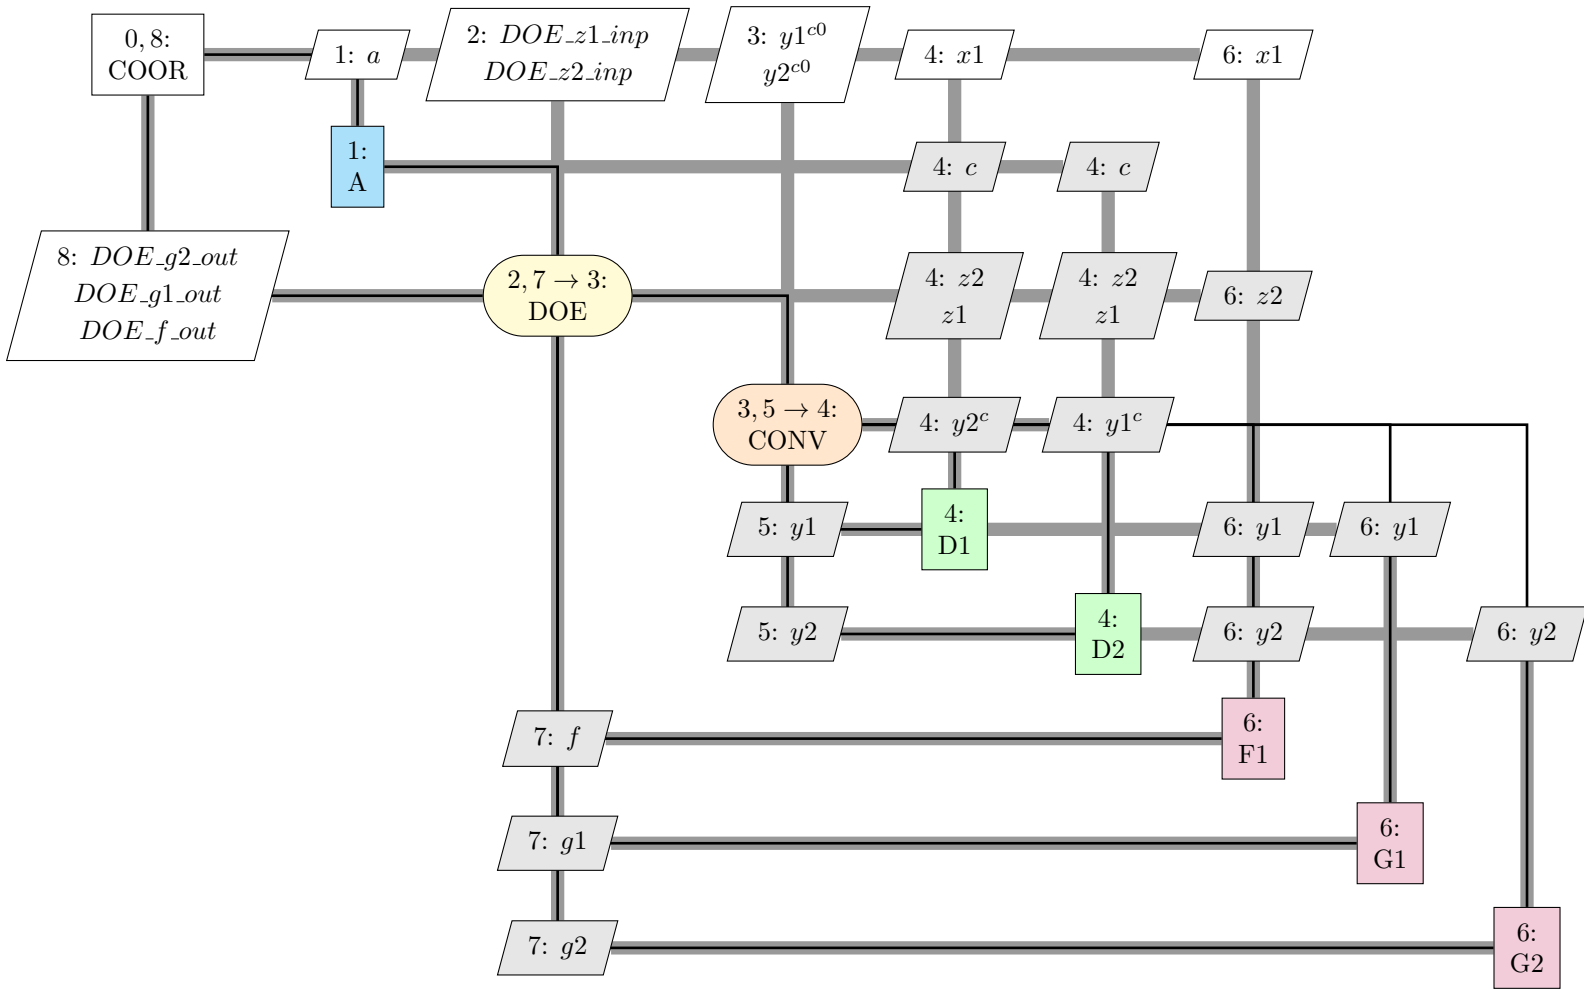 0, 8:
COOR
1: a
2: DOE_z1_inp
DOE_z2_inp
3: y1^{c0}
y2^{c0}
4: x1
6: x1
1:
A
4: c
4: c
8: DOE_g2_out
DOE_g1_out
DOE_f_out
2, 7 → 3:
DOE
4: z2
z1
4: z2
z1
6: z2
3, 5 → 4:
CONV
4: y2^c
4: y1^c
5: y1
4:
D1
6: y1
6: y1
5: y2
4:
D2
6: y2
6: y2
7: f
6:
F1
7: g1
6:
G1
7: g2
6:
G2